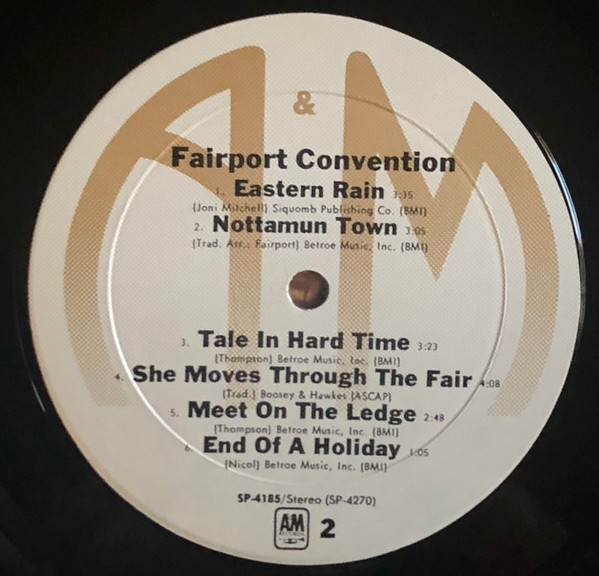 A & M
Fairport Convention
1. Eastern Rain 3:35
(Joni Mitchell) Siquomb Publishing Co. (BMI)
2. Nottamun Town 3:05
(Trad. Arr.: Fairport) Betroe Music, Inc. (BMI)
3. Tale In Hard Time 3:23
(Thompson) Betroe Music, Inc. (BMI)
4. She Moves Through The Fair 4:08
(Trad.) Boosey & Hawkes (ASCAP)
5. Meet On The Ledge 2:48
(Thompson) Betroe Music, Inc. (BMI)
6. End Of A Holiday 1:05
(Nicol) Betroe Music, Inc. (BMI)
SP-4185/Stereo (SP-4270)
AM
RECORDS
2